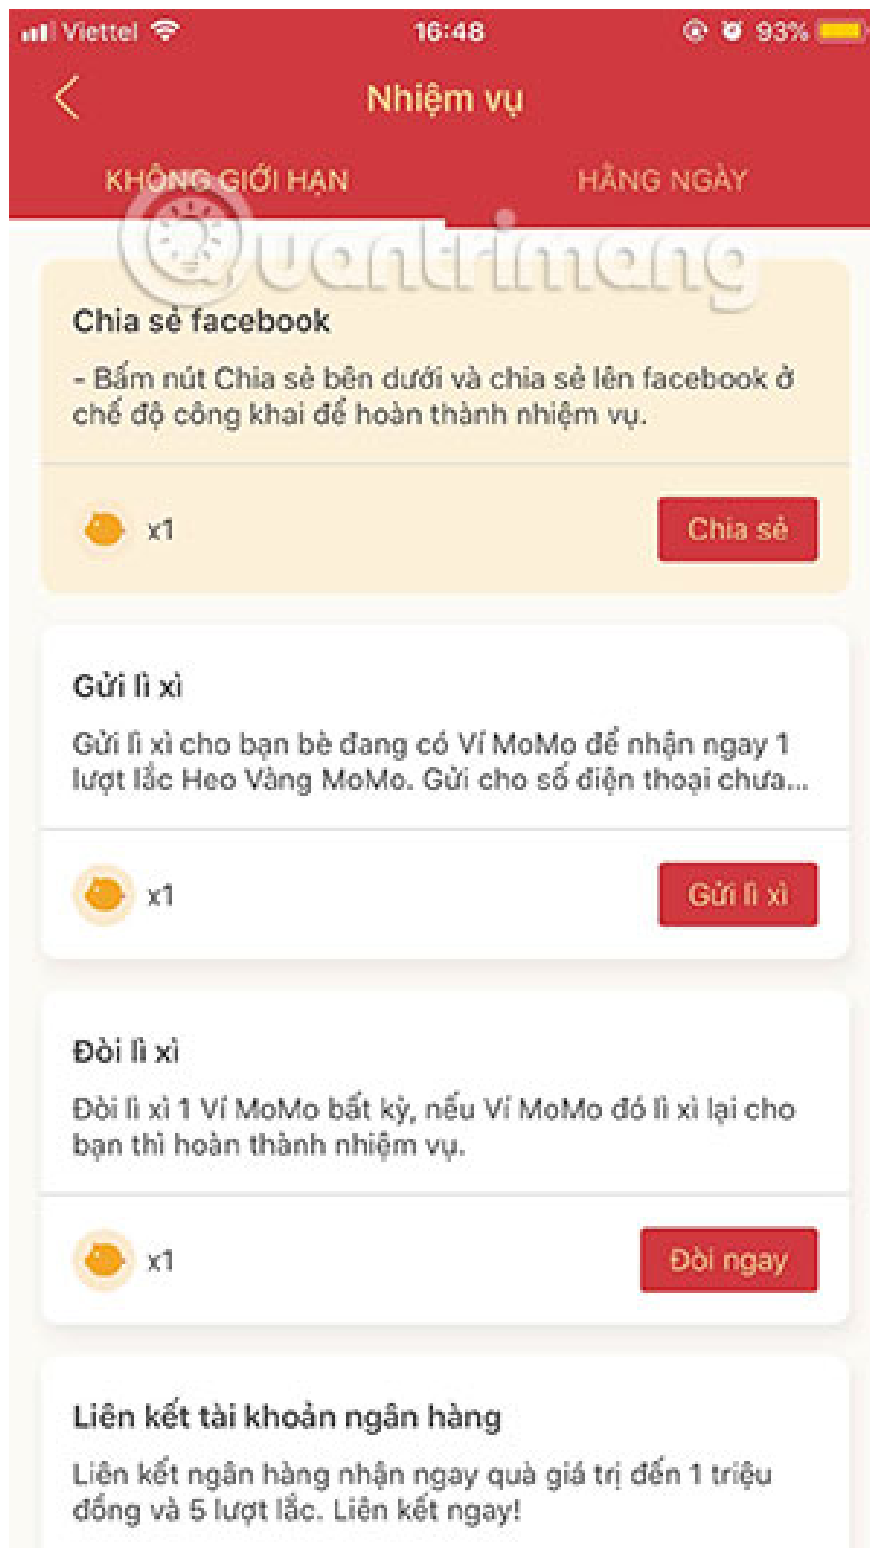 Viettel 16:48 93%
Nhiệm vụ
KHÔNG GIỚI HẠN HẰNG NGÀY
Quantrimang
Chia sẻ facebook
- Bấm nút Chia sẻ bên dưới và chia sẻ lên facebook ở
chế độ công khai để hoàn thành nhiệm vụ.
x1 Chia sẻ
Gửi lì xì
Gửi lì xì cho bạn bè đang có Ví MoMo để nhận ngay 1
lượt lắc Heo Vàng MoMo. Gửi cho số điện thoại chưa...
x1 Gửi lì xì
Đòi lì xì
Đòi lì xì 1 Ví MoMo bất kỳ, nếu Ví MoMo đó lì xì lại cho
bạn thì hoàn thành nhiệm vụ.
x1 Đòi ngay
Liên kết tài khoản ngân hàng
Liên kết ngân hàng nhận ngay quà giá trị đến 1 triệu
đồng và 5 lượt lắc. Liên kết ngay!